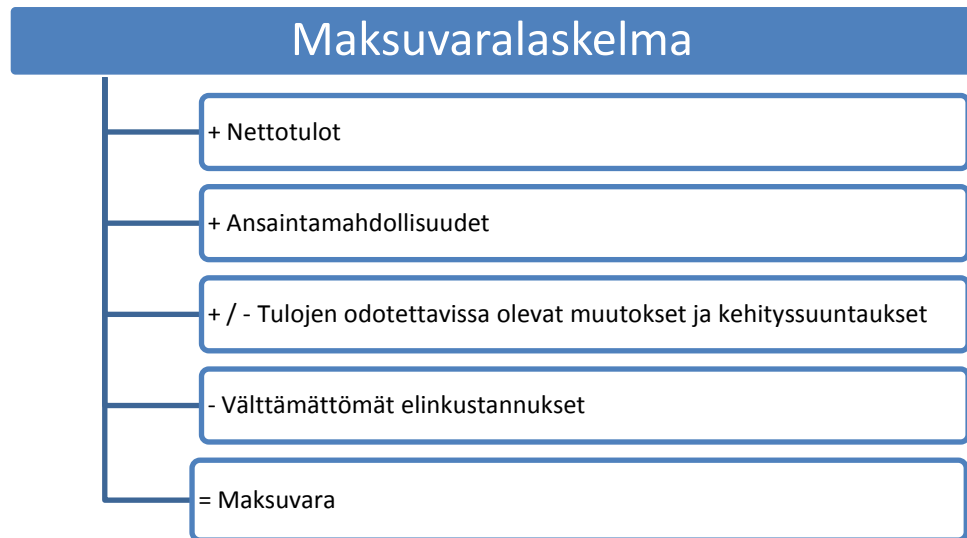 Maksuvaralaskelma
+ Nettotulot
+ Ansaintamahdollisuudet
+ / - Tulojen odotettavissa olevat muutokset ja kehityssuuntaukset
- Välttämättömät elinkustannukset
= Maksuvara